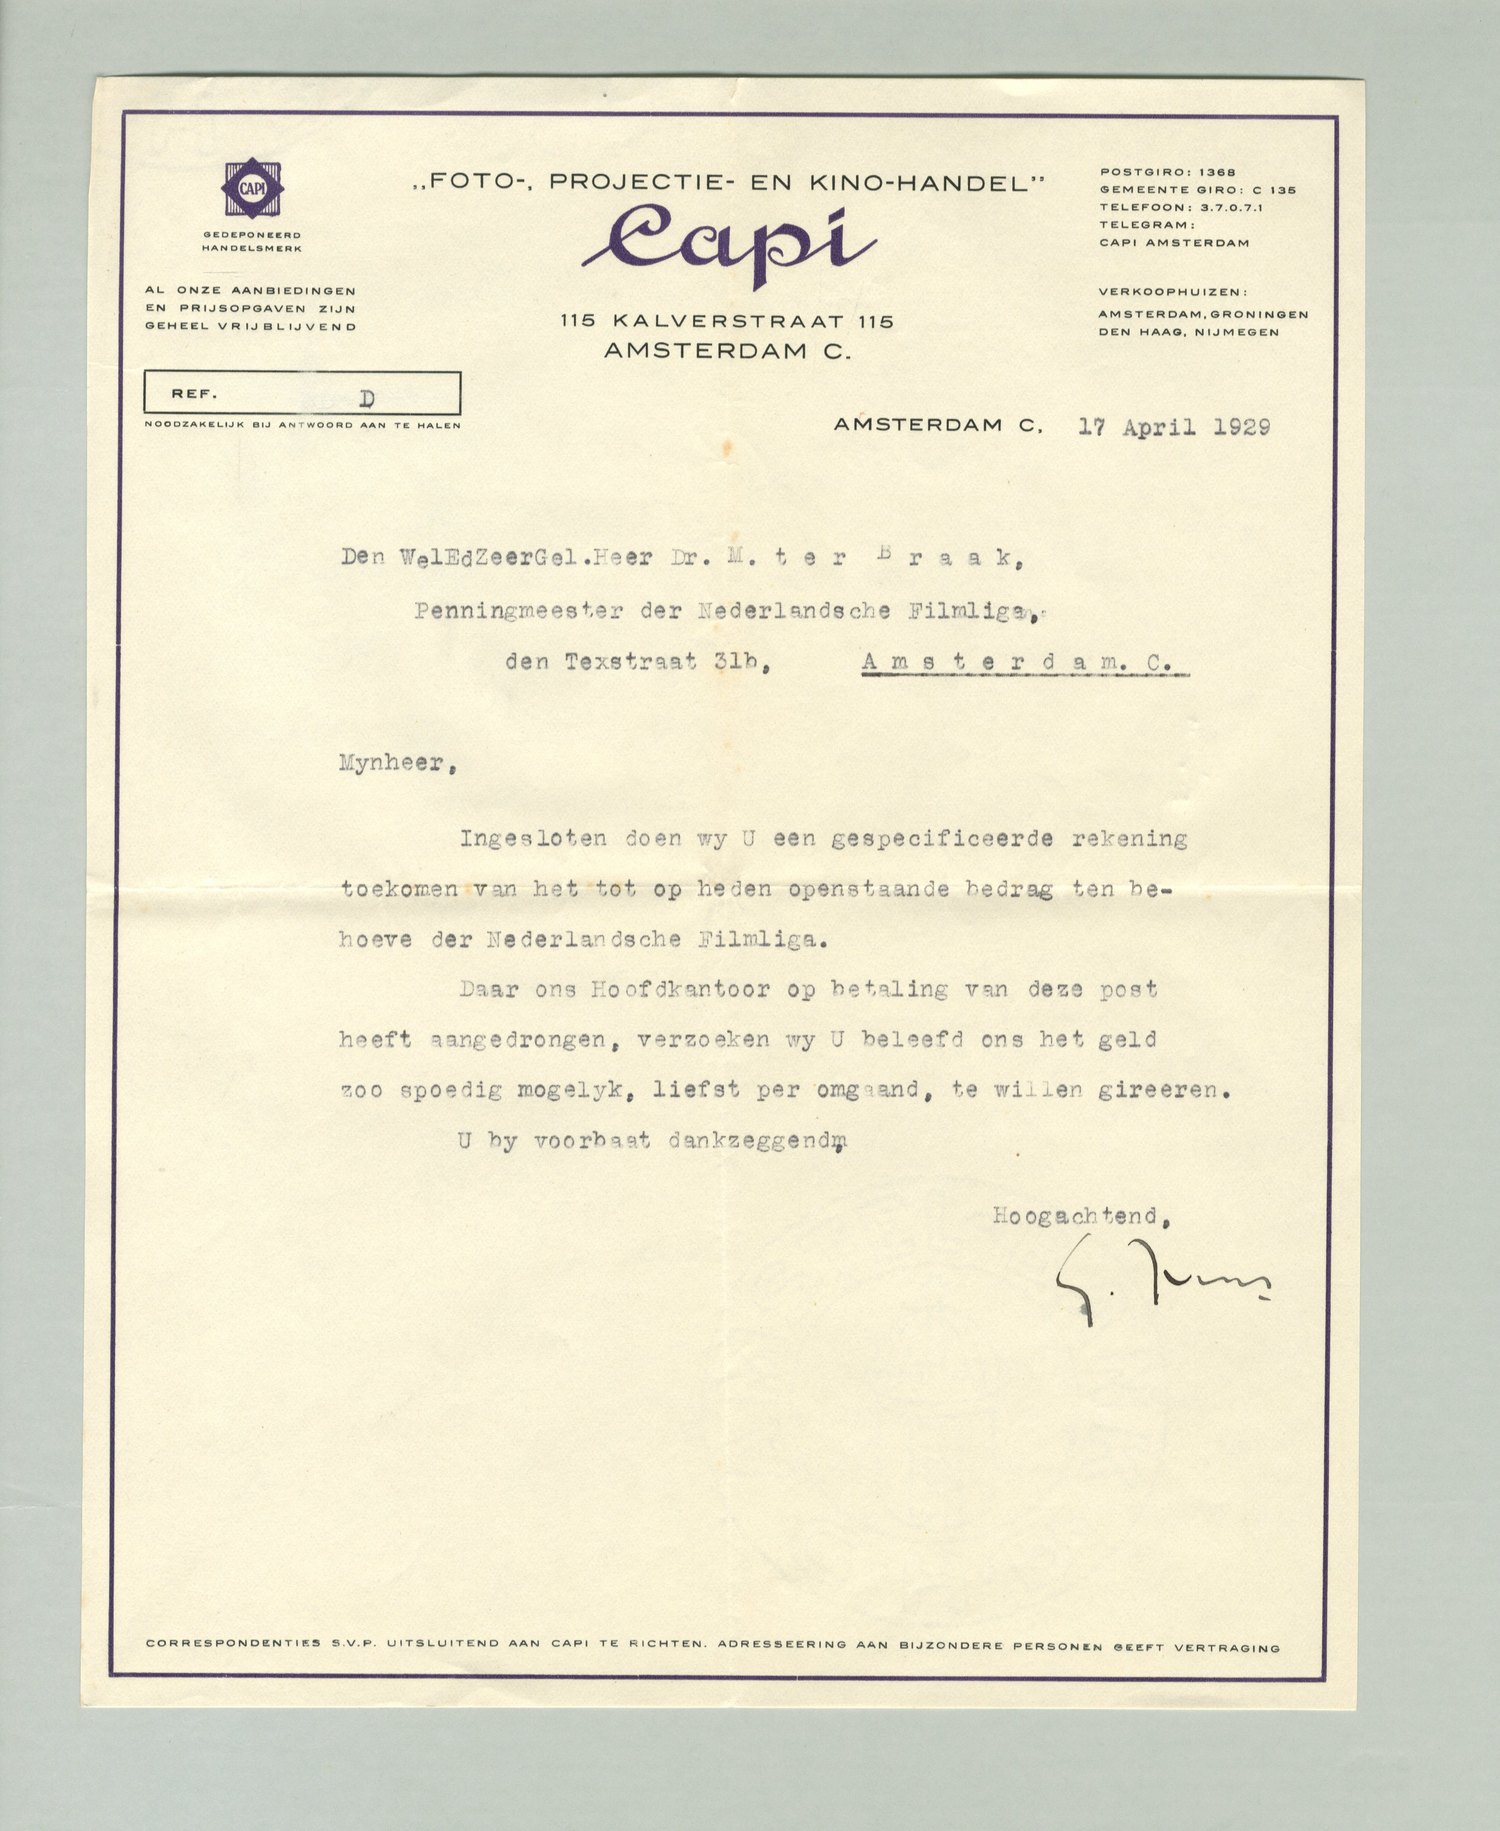 CAPI
GEDEPONEERD
HANDELSMERK
AL ONZE AANBIEDINGEN
EN PRIJSOPGAVEN ZIJN
GEHEEL VRIJBLIJVEND
„FOTO-, PROJECTIE- EN KINO-HANDEL”
Capi
115 KALVERSTRAAT 115
AMSTERDAM C.
POSTGIRO: 1368
GEMEENTE GIRO: C 135
TELEFOON: 3.7.0.7.1
TELEGRAM:
CAPI AMSTERDAM
VERKOOPHUIZEN:
AMSTERDAM, GRONINGEN
DEN HAAG, NIJMEGEN
REF. D
NOODZAKELIJK BIJ ANTWOORD AAN TE HALEN
AMSTERDAM C. 17 April 1929
Den WelEdZeerGel.Heer Dr. M. t e r B r a a k,
Penningmeester der Nederlandsche Filmliga,
den Texstraat 31b, A m s t e r d a m. C.
Mynheer,
Ingesloten doen wy U een gespecificeerde rekening
toekomen van het tot op heden openstaande bedrag ten be-
hoeve der Nederlandsche Filmliga.
Daar ons Hoofdkantoor op betaling van deze post
heeft aangedrongen, verzoeken wy U beleefd ons het geld
zoo spoedig mogelyk, liefst per omgaand, te willen gireeren.
U by voorbaat dankzeggend,
Hoogachtend,
CORRESPONDENTIES S.V.P. UITSLUITEND AAN CAPI TE RICHTEN. ADRESSEERING AAN BIJZONDERE PERSONEN GEEFT VERTRAGING